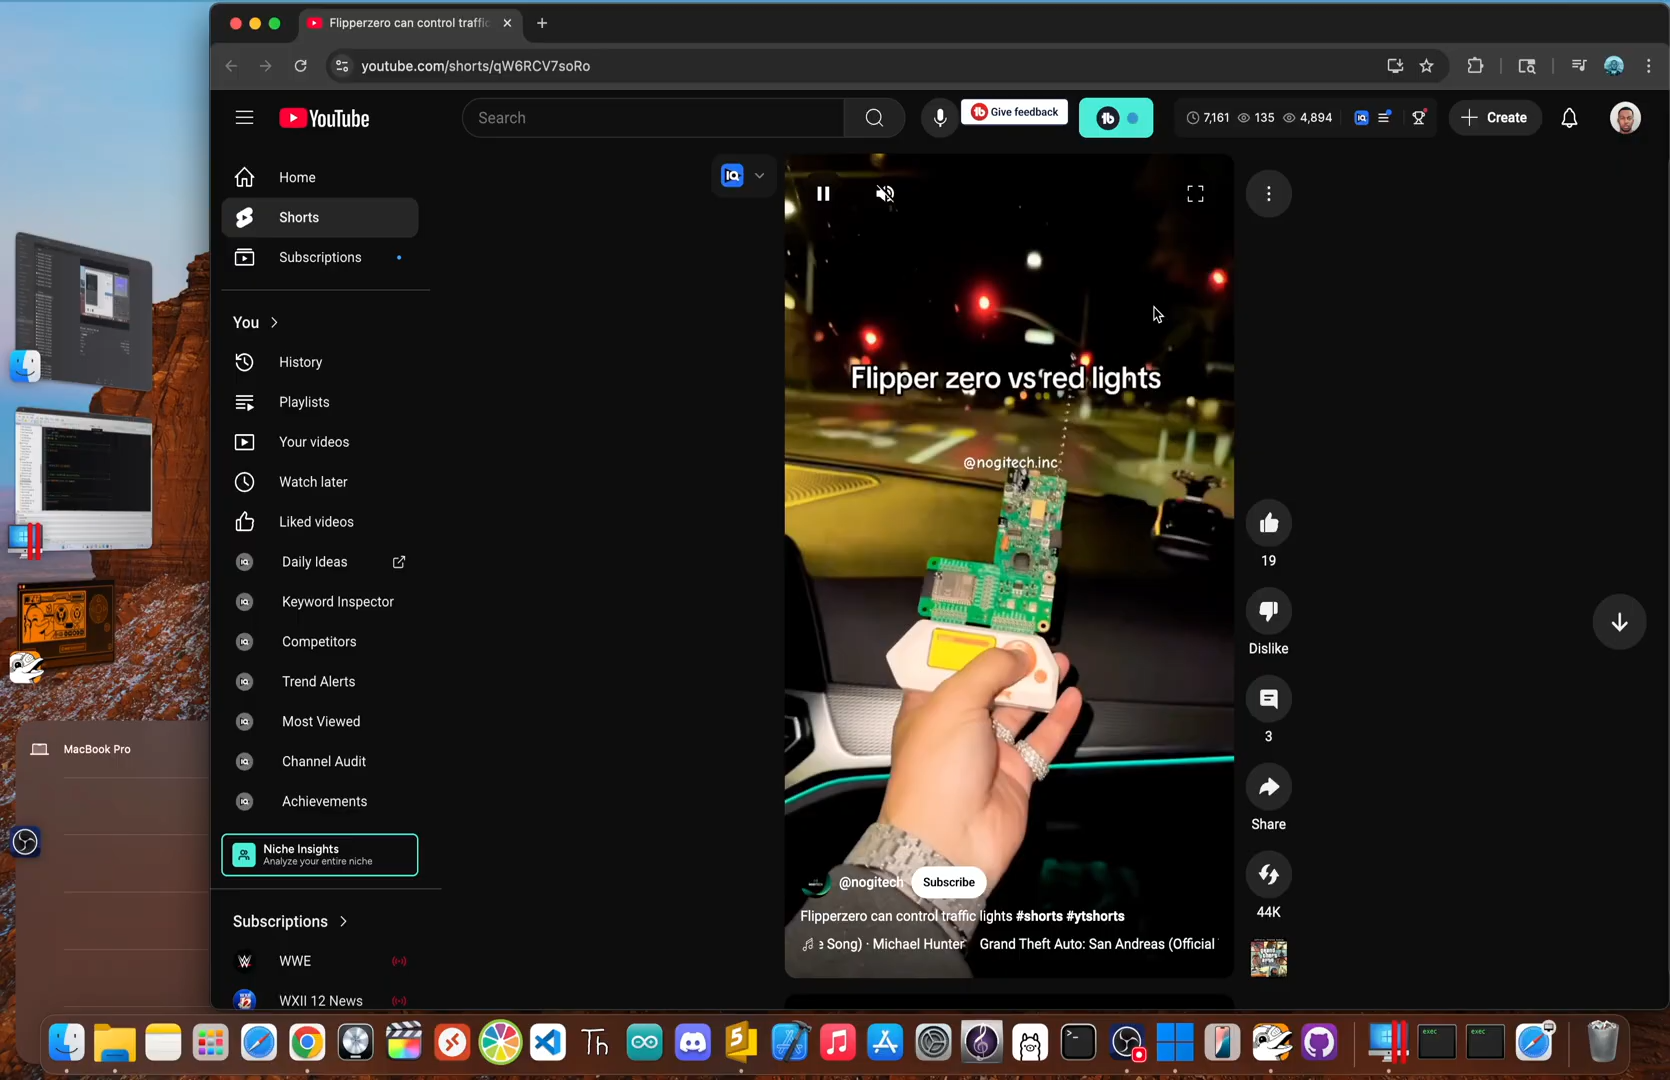 Flipperzero can control traffic
youtube.com/shorts/qW6RCV7soRo
YouTube
Search
Give feedback
7,161
135
4,894
Create
Home
Shorts
Subscriptions
You
History
Playlists
Your videos
Watch later
Liked videos
Daily Ideas
Keyword Inspector
Competitors
Trend Alerts
Most Viewed
Channel Audit
Achievements
Niche Insights
Analyze your entire niche
Subscriptions
WWE
WXII 12 News
IQ
Flipper zero vs red lights
@nogitech.inc
@nogitech
Subscribe
Flipperzero can control traffic lights #shorts #ytshorts
e Song) · Michael Hunter
Grand Theft Auto: San Andreas (Official
19
Dislike
3
Share
44K
MacBook Pro
Th
exec
exec